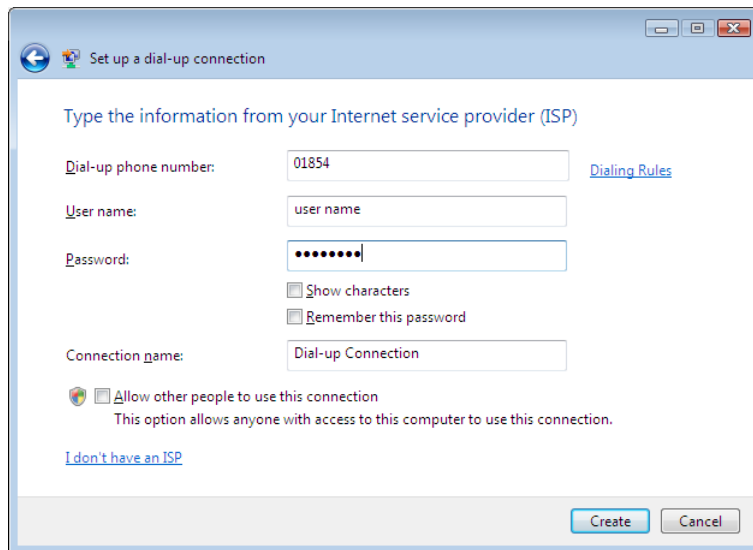 Set up a dial-up connection
Type the information from your Internet service provider (ISP)
Dial-up phone number:
01854
Dialing Rules
User name:
user name
Password:
••••••••
Show characters
Remember this password
Connection name:
Dial-up Connection
Allow other people to use this connection
This option allows anyone with access to this computer to use this connection.
I don't have an ISP
Create
Cancel